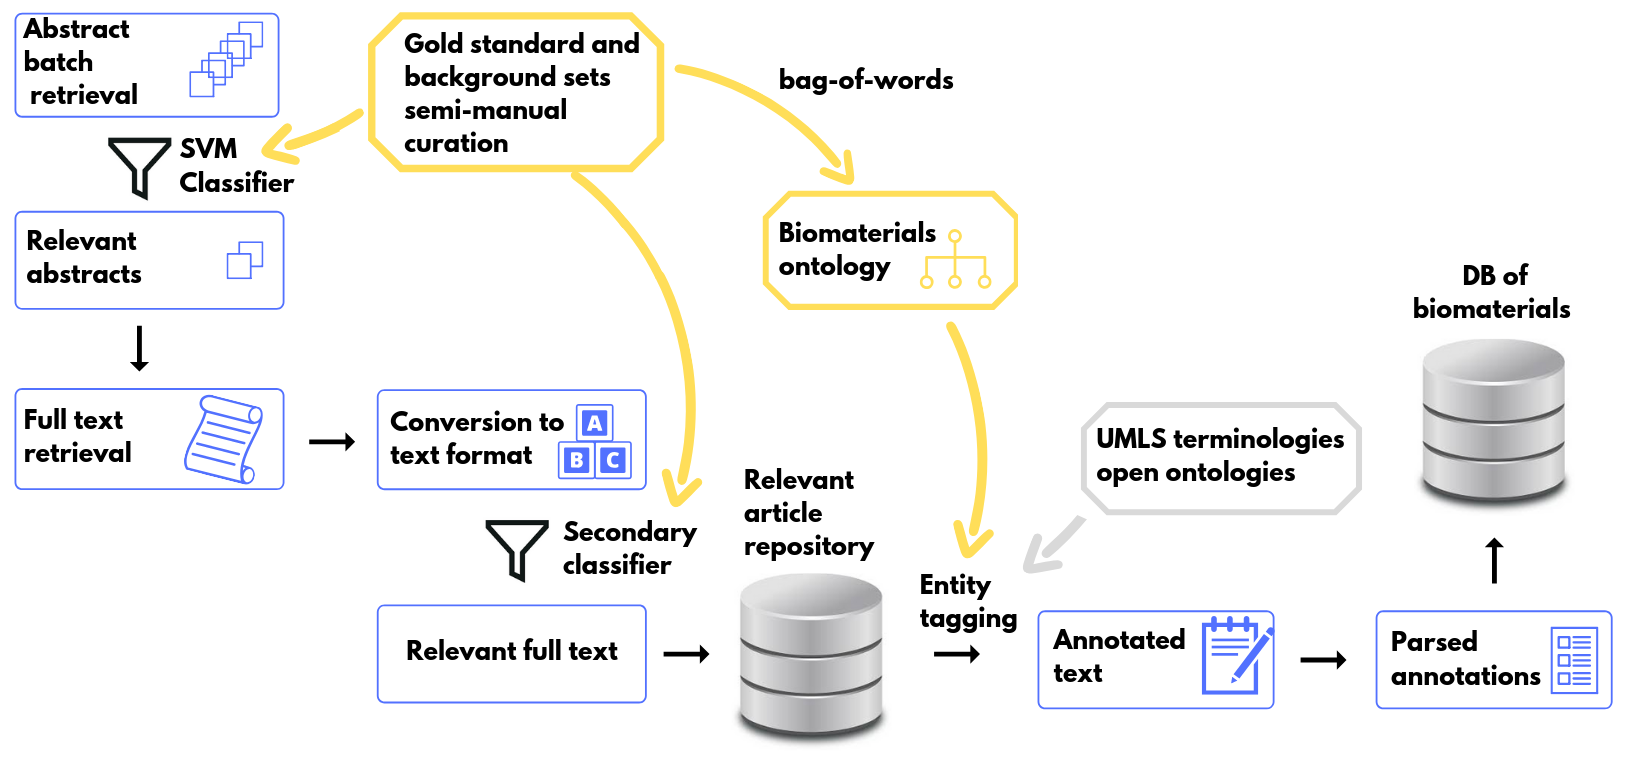 Abstract
batch
retrieval
Gold standard and
background sets
semi-manual
curation
bag-of-words
SVM
Classifier
Relevant
abstracts
Biomaterials
ontology
DB of
biomaterials
Full text
retrieval
Conversion to
text format
A
B C
UMLS terminologies
open ontologies
Secondary
classifier
Relevant
article
repository
Entity
tagging
Relevant full text
Annotated
text
Parsed
annotations